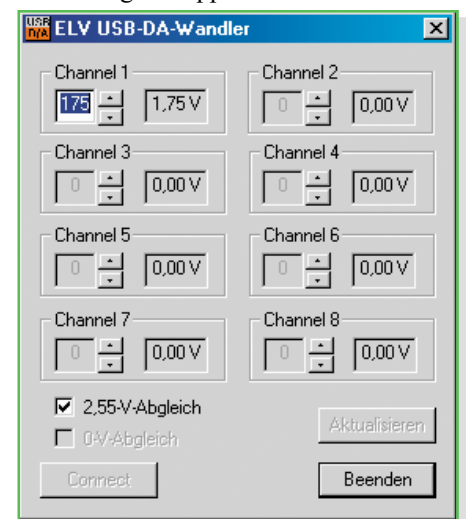 USB D/A ELV USB-DA-Wandler
Channel 1 Channel 2
175 1,75 V 0 0,00 V
Channel 3 Channel 4
0 0,00 V 0 0,00 V
Channel 5 Channel 6
0 0,00 V 0 0,00 V
Channel 7 Channel 8
0 0,00 V 0 0,00 V
2,55-V-Abgleich
0-V-Abgleich
Aktualisieren
Connect Beenden